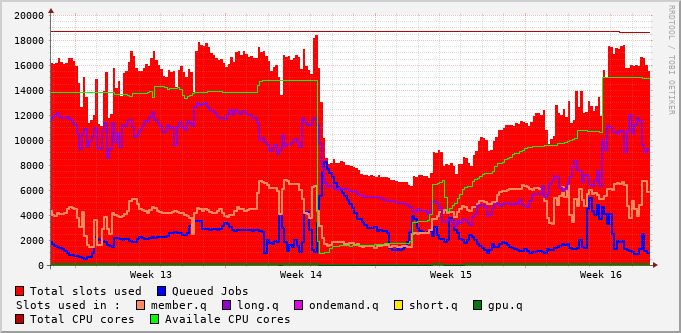 RRDTOOL / TOBI OETIKER
20000
18000
16000
14000
12000
10000
8000
6000
4000
2000
0
Week 13 Week 14 Week 15 Week 16
Total slots used Queued Jobs
Slots used in : member.q long.q ondemand.q short.q gpu.q
Total CPU cores Availale CPU cores